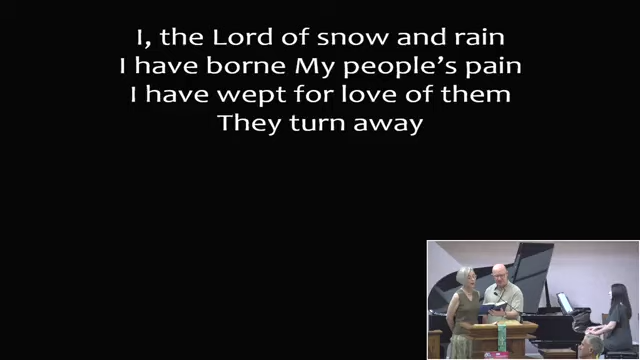 I, the Lord of snow and rain
I have borne My people's pain
I have wept for love of them
They turn away